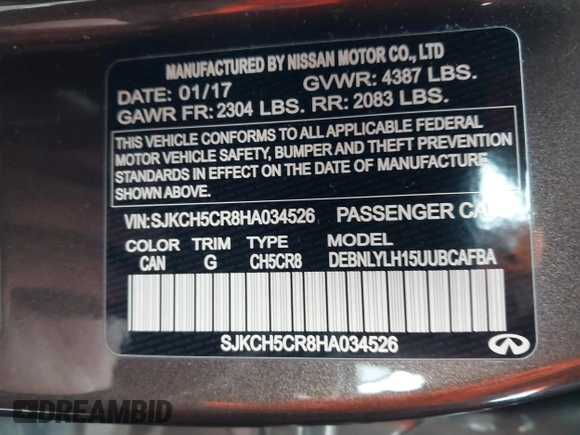 MANUFACTURED BY NISSAN MOTOR CO., LTD
DATE: 01/17 GVWR: 4387 LBS.
GAWR FR: 2304 LBS. RR: 2083 LBS.
THIS VEHICLE CONFORMS TO ALL APPLICABLE FEDERAL
MOTOR VEHICLE SAFETY, BUMPER AND THEFT PREVENTION
STANDARDS IN EFFECT ON THE DATE OF MANUFACTURE
SHOWN ABOVE.
VIN: SJKCH5CR8HA034526 PASSENGER CAR
COLOR TRIM TYPE MODEL
CAN G CH5CR8 DEBNLYLH15UUBCAFBA
SJKCH5CR8HA034526
DREAMBID